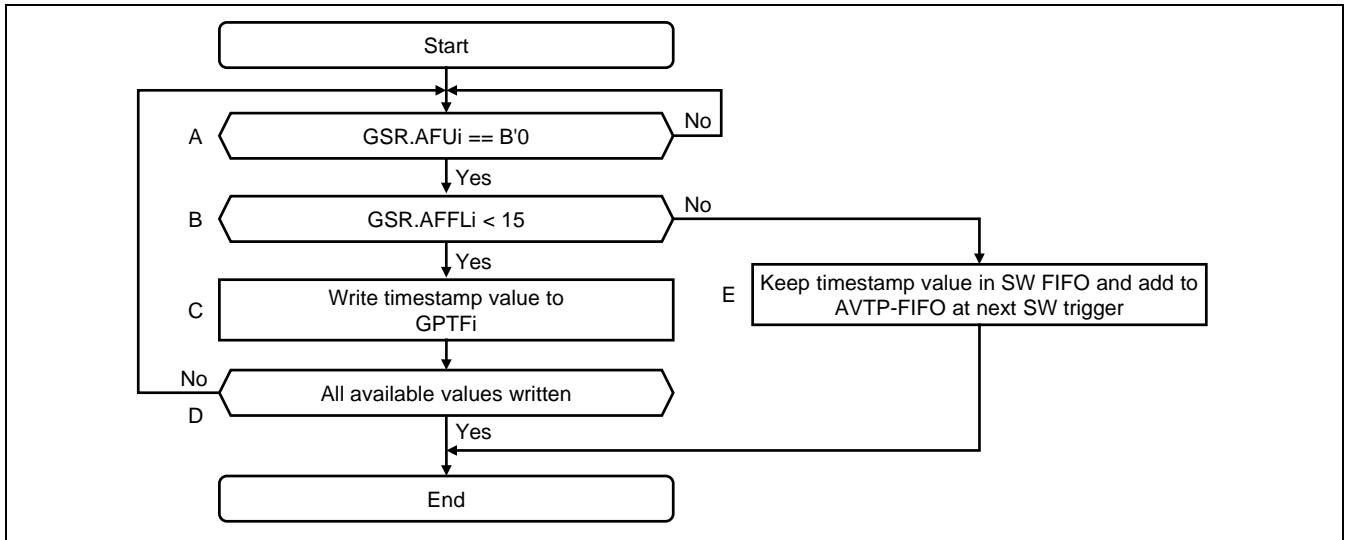 Start
No
A
GSR.AFUi == B'0
Yes
No
B
GSR.AFFLi < 15
Yes
Keep timestamp value in SW FIFO and add to
AVTP-FIFO at next SW trigger
E
Write timestamp value to
GPTFi
C
No
All available values written
D
Yes
End